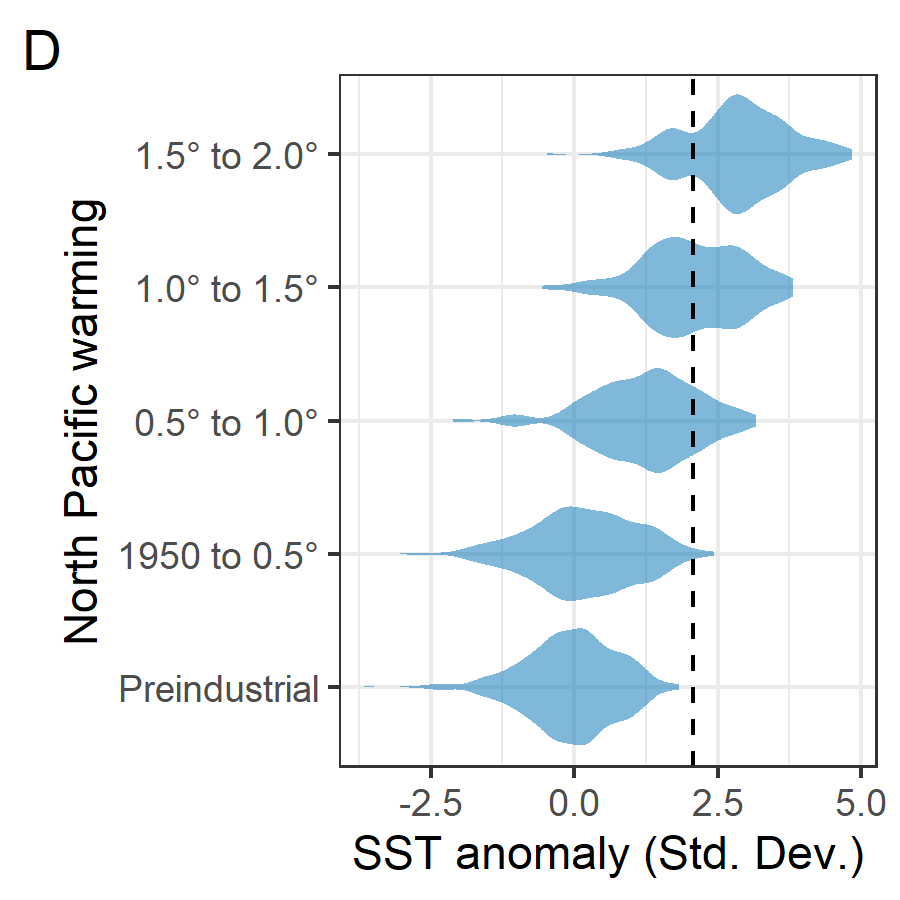 D
North Pacific warming
1.5° to 2.0°
1.0° to 1.5°
0.5° to 1.0°
1950 to 0.5°
Preindustrial
-2.5 0.0 2.5 5.0
SST anomaly (Std. Dev.)